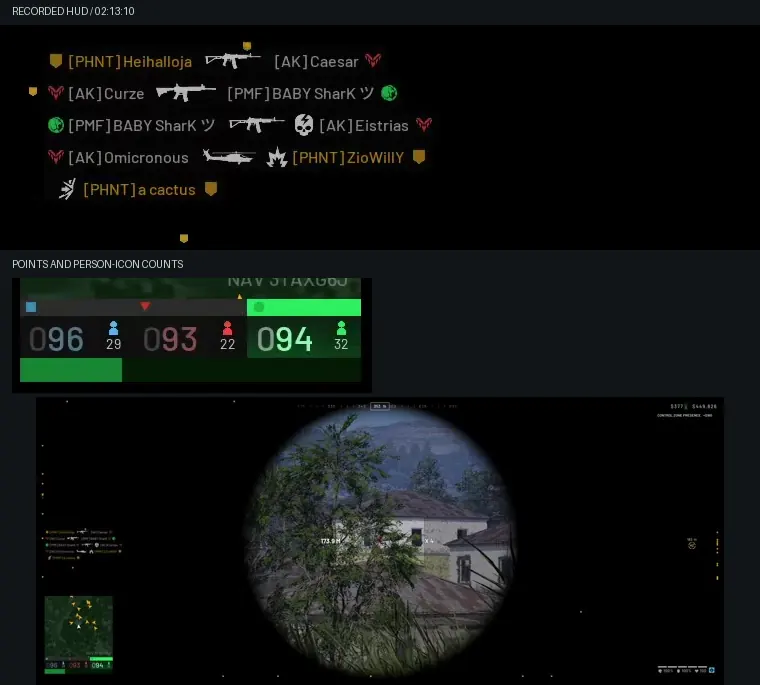 RECORDED HUD / 02:13:10
[PHNT] Heihalloja [AK] Caesar
[AK] Curze [PMF] BABY SharK ツ
[PMF] BABY SharK ツ [AK] Eistrias
[AK] Omicronous [PHNT] ZioWillY
[PHNT] a cactus
POINTS AND PERSON-ICON COUNTS
096 29 093 22 094 32
173.9 M X 4
096 093 094